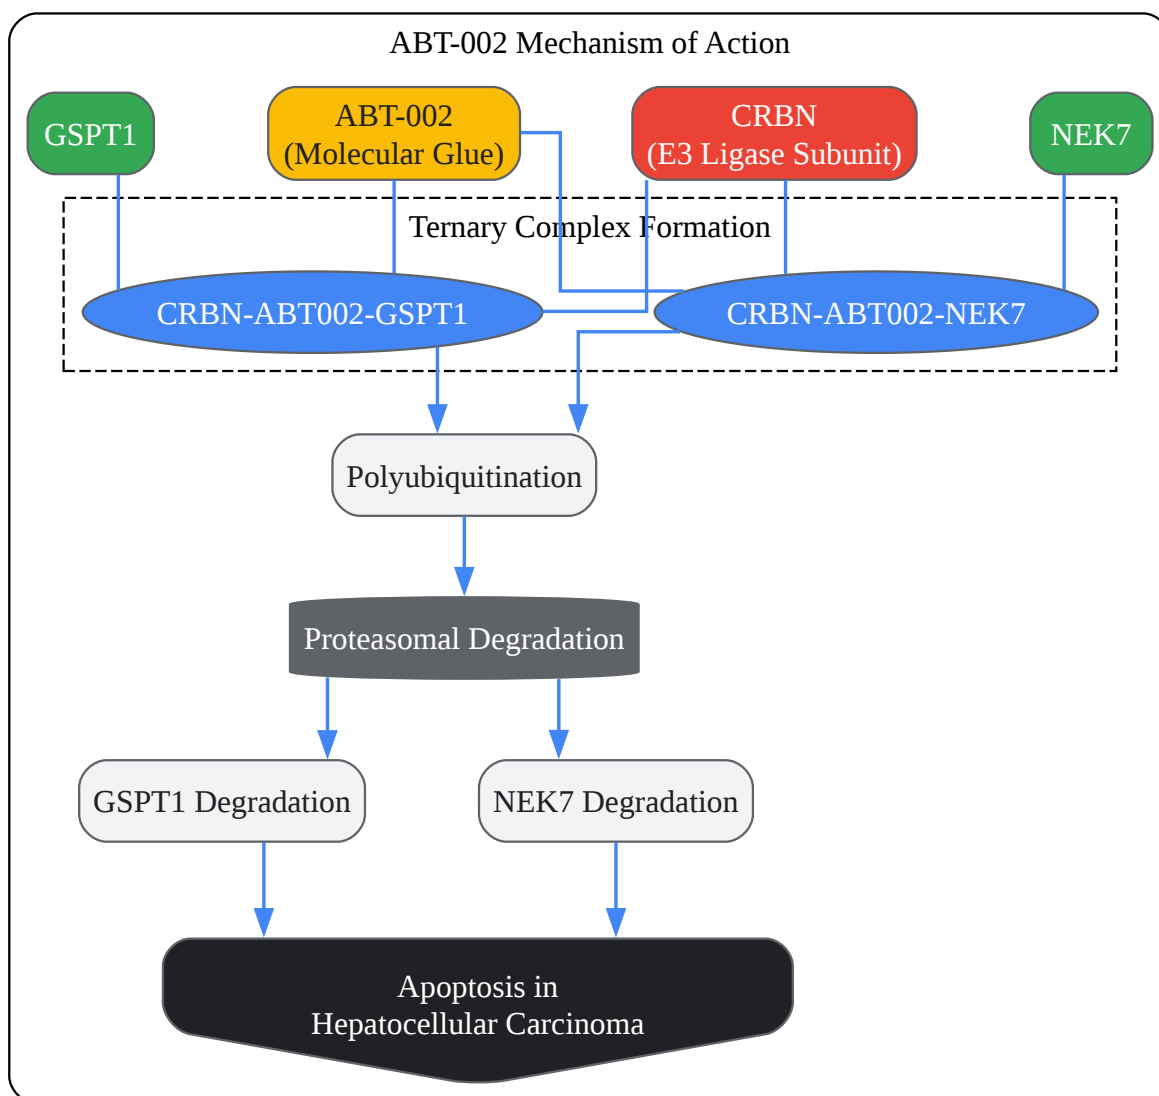 ABT-002 Mechanism of Action
GSPT1
ABT-002
(Molecular Glue)
CRBN
(E3 Ligase Subunit)
NEK7
Ternary Complex Formation
CRBN-ABT002-GSPT1
CRBN-ABT002-NEK7
Polyubiquitination
Proteasomal Degradation
GSPT1 Degradation
NEK7 Degradation
Apoptosis in
Hepatocellular Carcinoma